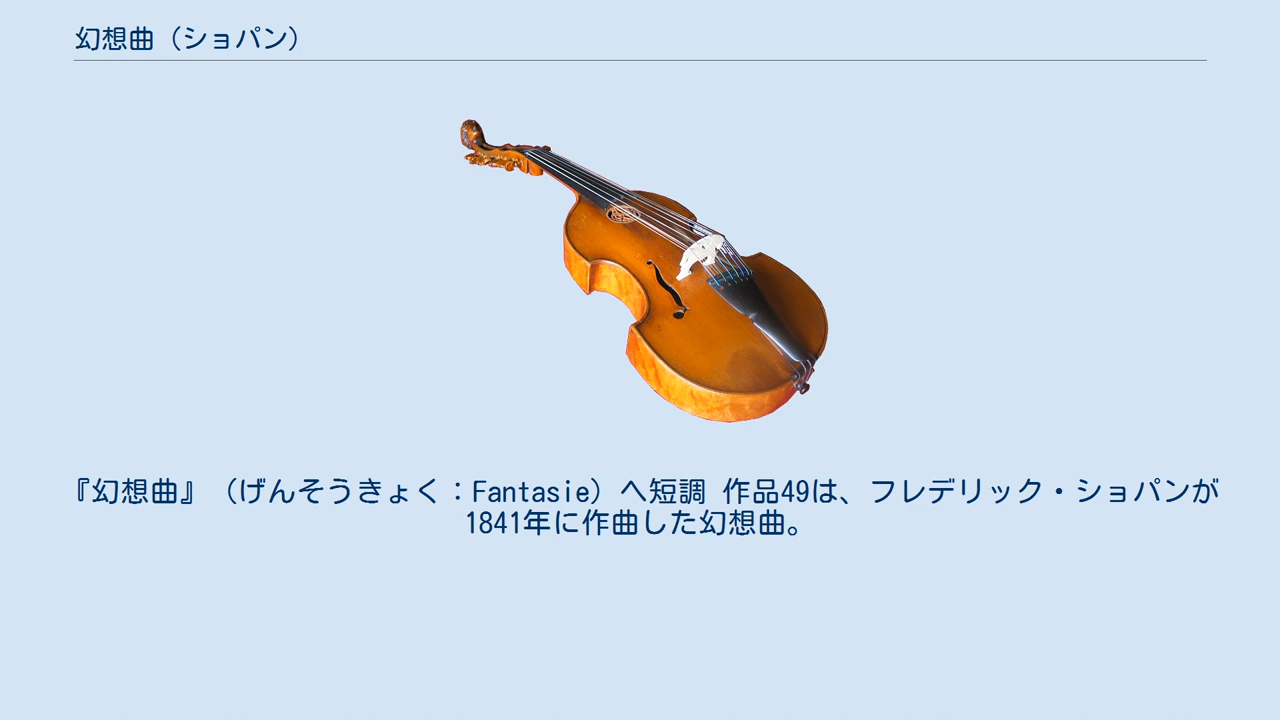 幻想曲（ショパン）
『幻想曲』（げんそうきょく：Fantasie）ヘ短調 作品49は、フレデリック・ショパンが
1841年に作曲した幻想曲。